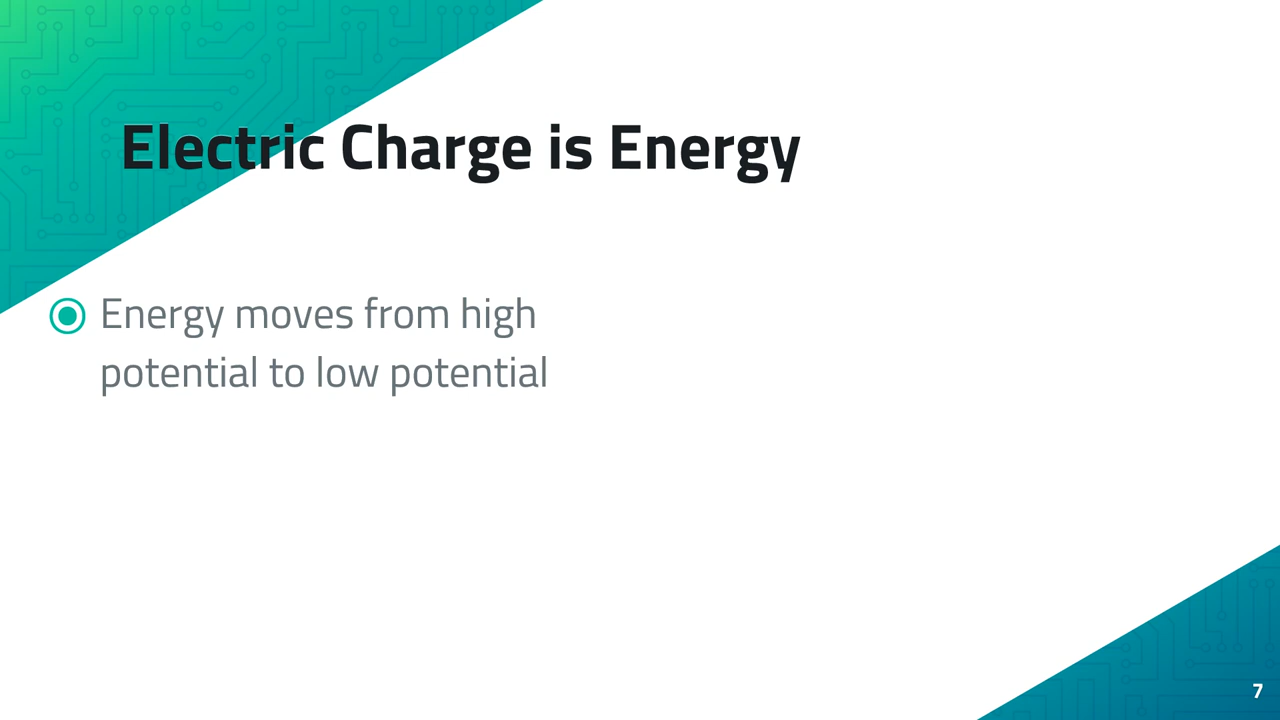 Electric Charge is Energy
Energy moves from high
potential to low potential
7